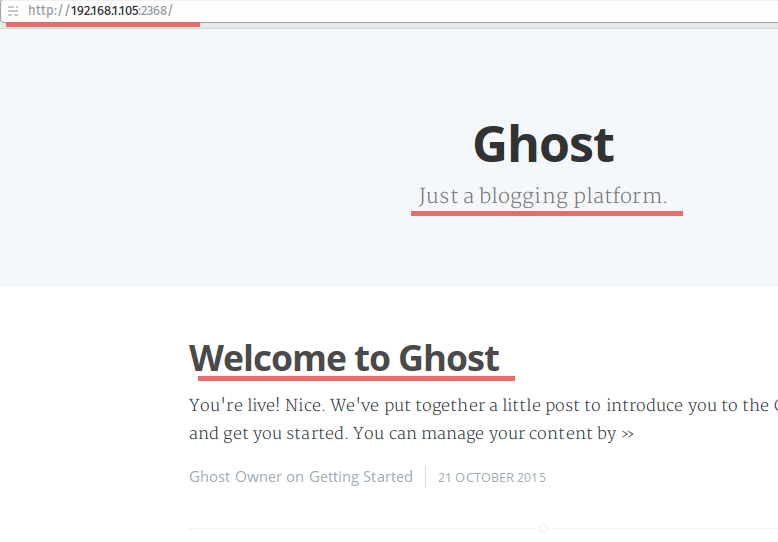 http://192.168.1.105:2368/
Ghost
Just a blogging platform.
Welcome to Ghost
You're live! Nice. We've put together a little post to introduce you to the
and get you started. You can manage your content by »
Ghost Owner on Getting Started 21 OCTOBER 2015